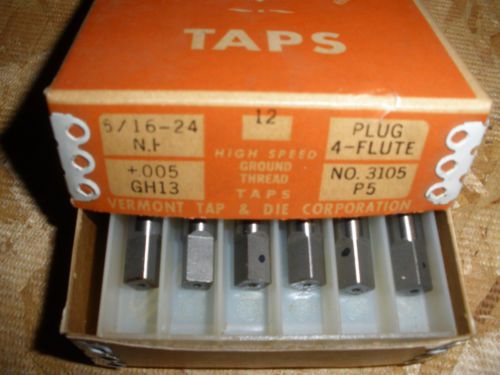 TAPS
5/16-24
N.F
12
PLUG
4-FLUTE
HIGH SPEED
GROUND
THREAD
TAPS
+.005
GH13
NO. 3105
P5
VERMONT TAP & DIE CORPORATION